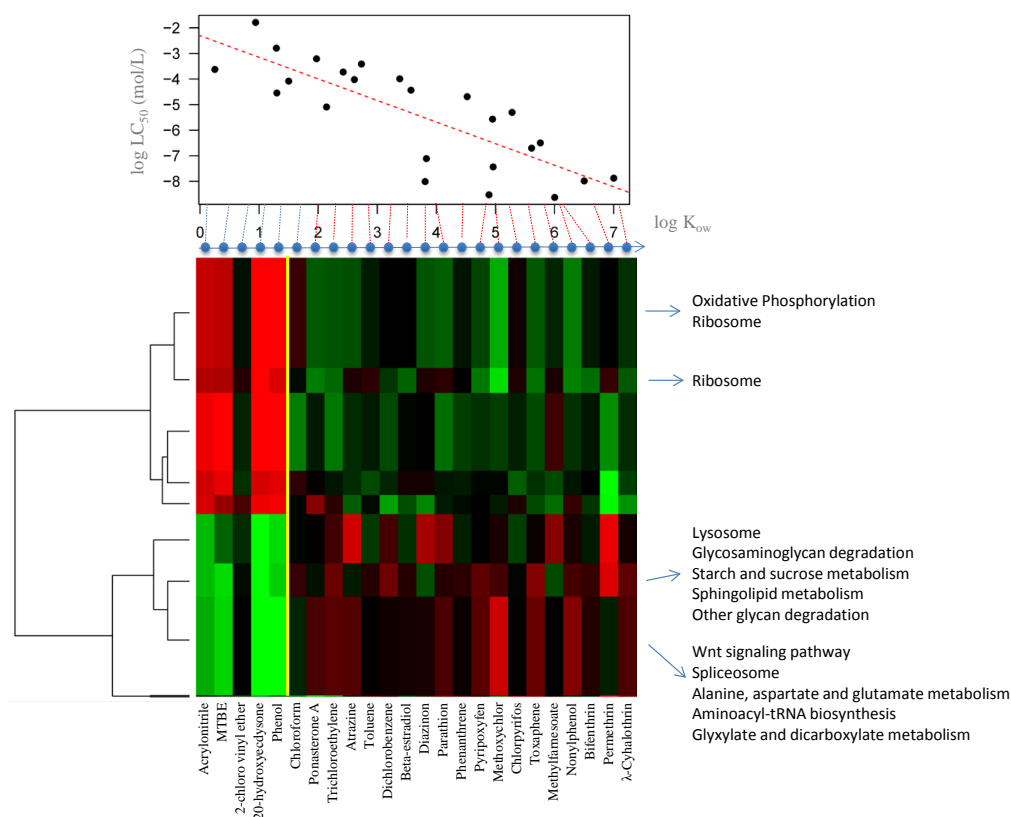 −2
−3
−4
−5
−6
−7
−8
log LC50 (mol/L)
0 1 2 3 4 5 6 7
log Kow
Oxidative Phosphorylation
Ribosome
Ribosome
Lysosome
Glycosaminoglycan degradation
Starch and sucrose metabolism
Sphingolipid metabolism
Other glycan degradation
Wnt signaling pathway
Spliceosome
Alanine, aspartate and glutamate metabolism
Aminoacyl-tRNA biosynthesis
Glyxylate and dicarboxylate metabolism
Acrylonitrile
MTBE
2-chloro vinyl ether
20-hydroxyecdysone
Phenol
Chloroform
Ponasterone A
Trichloroethylene
Atrazine
Toluene
Dichlorobenzene
Beta-estradiol
Diazinon
Parathion
Phenanthrene
Pyripoxyfen
Methoxychlor
Chlorpynifos
Toxaphene
Methylfamesoate
Nonylphenol
Bifenthrin
Permethrin
λ-Cyhalothrin